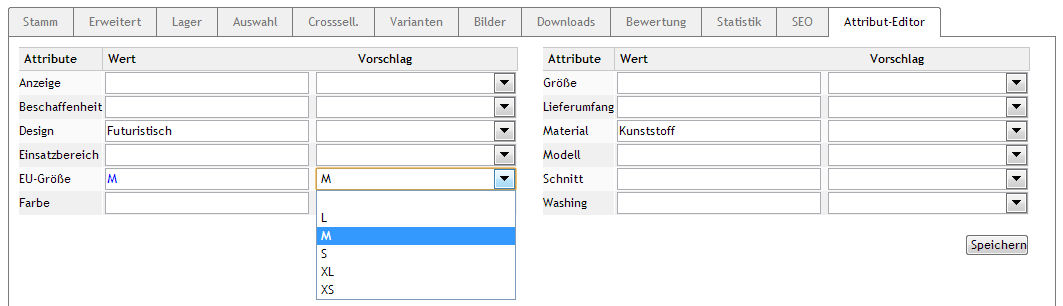 Stamm Erweitert Lager Auswahl Crosssell. Varianten Bilder Downloads Bewertung Statistik SEO Attribut-Editor
Attribute Wert Vorschlag
Anzeige
Beschaffenheit
Design Futuristisch
Einsatzbereich
EU-Größe M M
Farbe
L
M
S
XL
XS
Attribute Wert Vorschlag
Größe
Lieferumfang
Material Kunststoff
Modell
Schnitt
Washing
Speichern